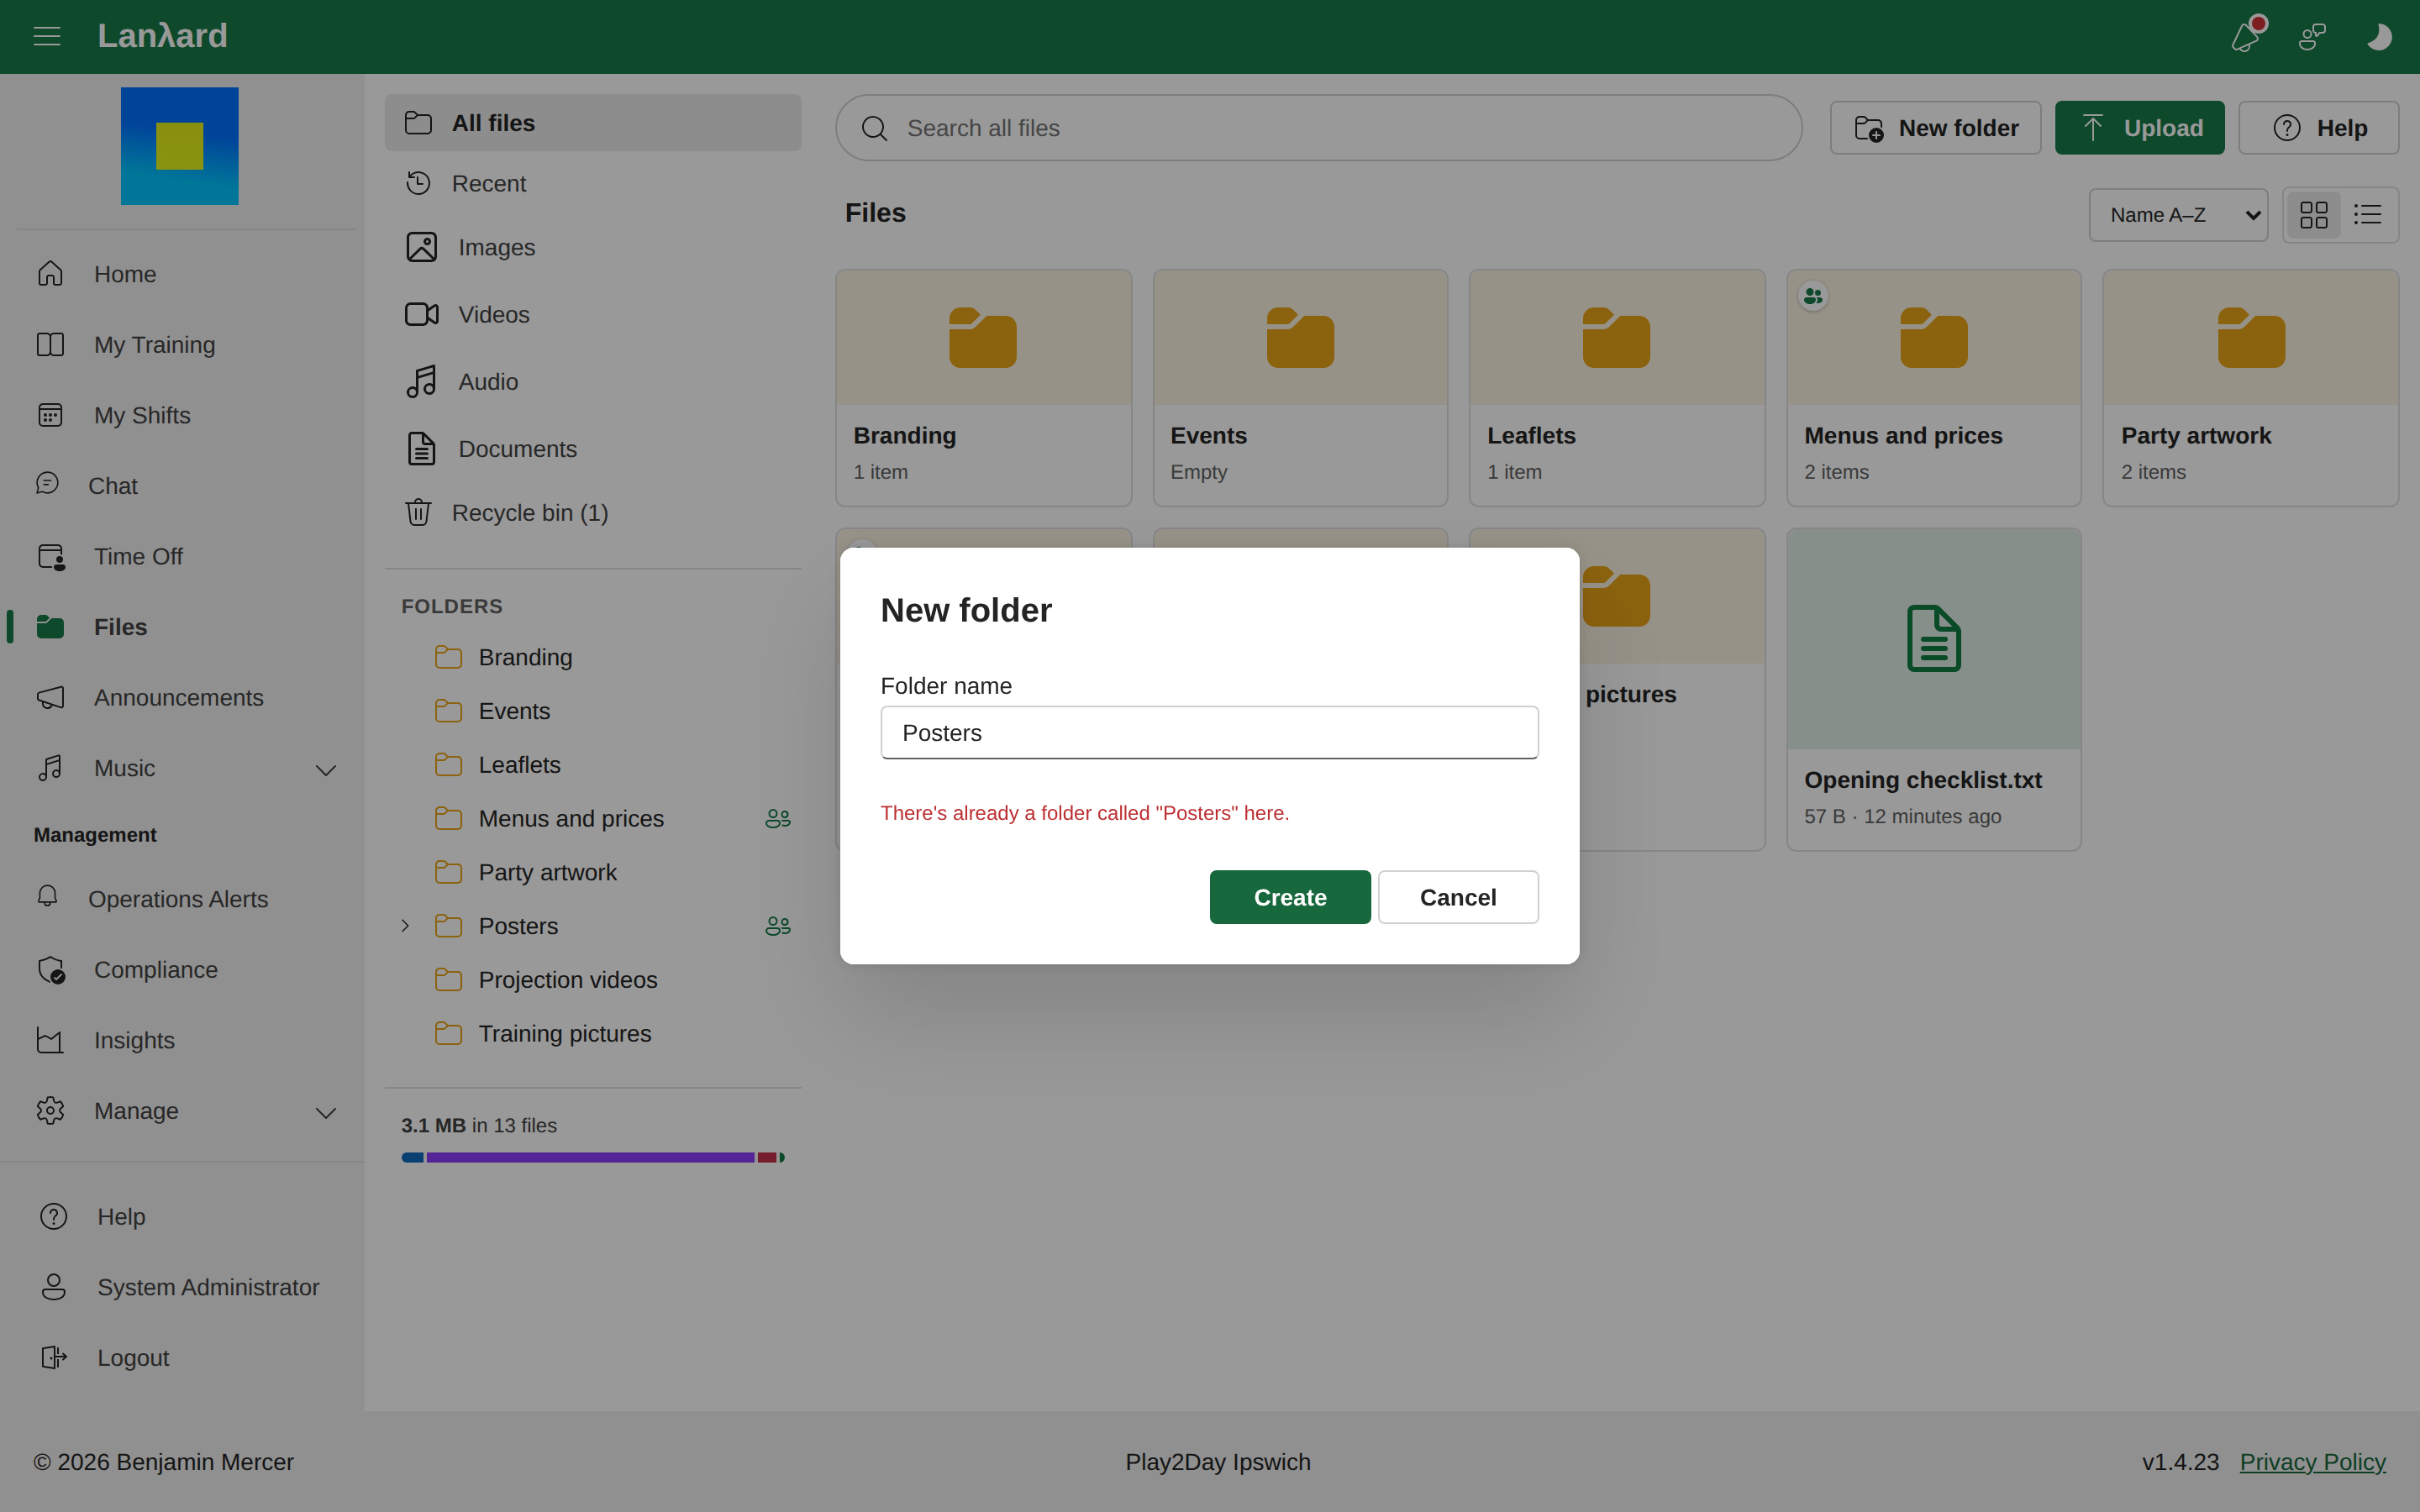 Lanλard
Home
My Training
My Shifts
Chat
Time Off
Files
Announcements
Music
Management
Operations Alerts
Compliance
Insights
Manage
Help
System Administrator
Logout
All files
Recent
Images
Videos
Audio
Documents
Recycle bin (1)
FOLDERS
Branding
Events
Leaflets
Menus and prices
Party artwork
Posters
Projection videos
Training pictures
3.1 MB in 13 files
Search all files
New folder
Upload
Help
Files
Name A–Z
Branding
1 item
Events
Empty
Leaflets
1 item
Menus and prices
2 items
Party artwork
2 items
pictures
Opening checklist.txt
57 B · 12 minutes ago
New folder
Folder name
Posters
There's already a folder called "Posters" here.
Create
Cancel
© 2026 Benjamin Mercer
Play2Day Ipswich
v1.4.23
Privacy Policy